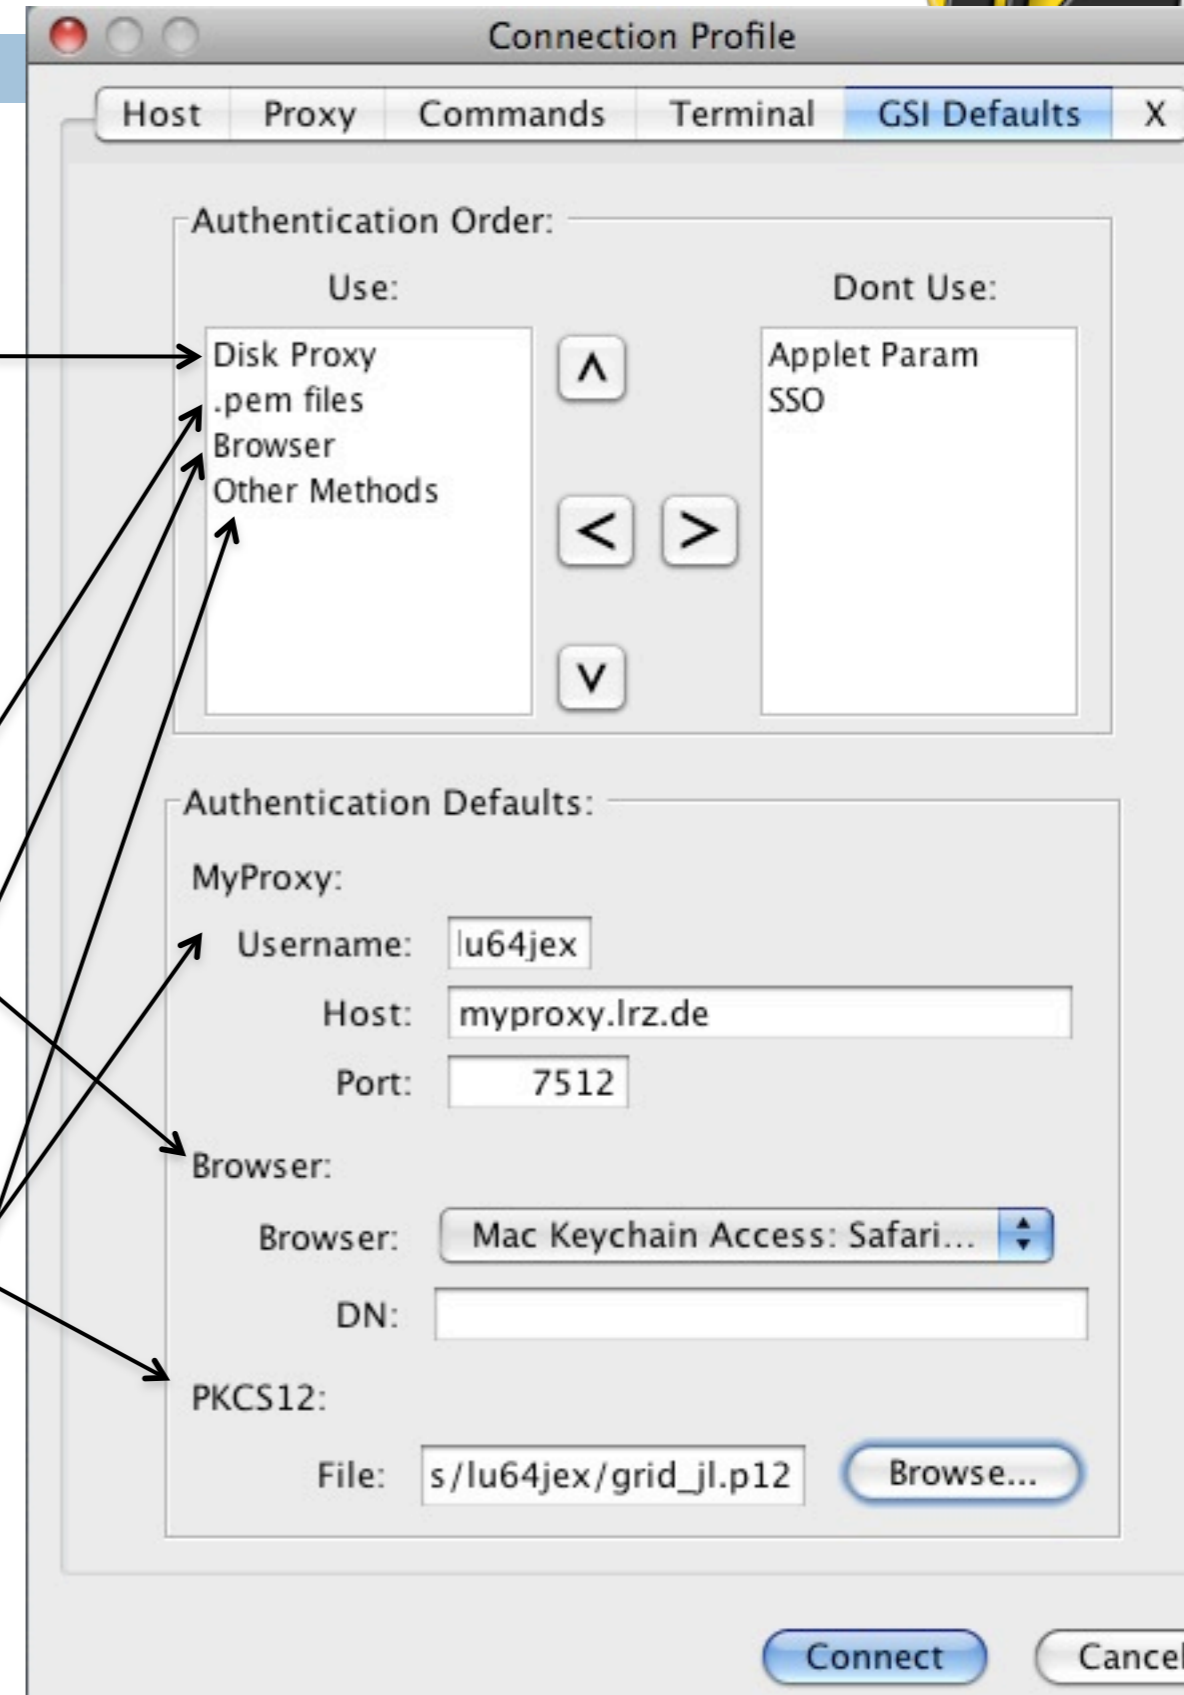 Connection Profile
Host Proxy Commands Terminal GSI Defaults X
Authentication Order:
Use: Dont Use:
Disk Proxy
.pem files
Browser
Other Methods
Applet Param
SSO
^
< >
v
Authentication Defaults:
MyProxy:
Username: lu64jex
Host: myproxy.lrz.de
Port: 7512
Browser:
Browser: Mac Keychain Access: Safari...
DN:
PKCS12:
File: s/lu64jex/grid_jl.p12 Browse...
Connect Cancel